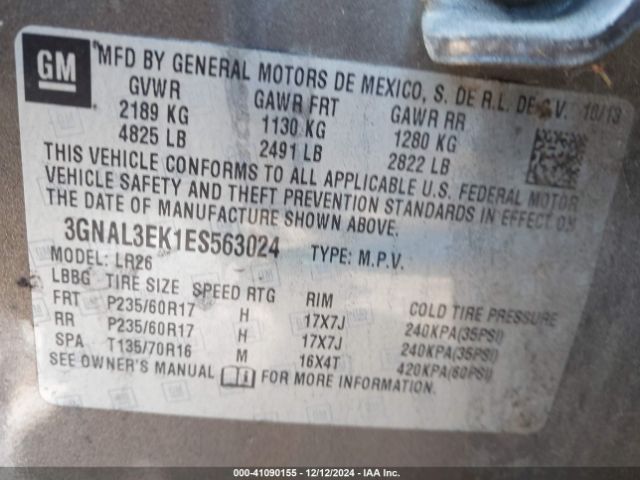 GM
MFD BY GENERAL MOTORS DE MEXICO, S. DE R.L. DE C.V. 10/13
GVWR GAWR FRT GAWR RR
2189 KG 1130 KG 1280 KG
4825 LB 2491 LB 2822 LB
THIS VEHICLE CONFORMS TO ALL APPLICABLE U.S. FEDERAL MOTOR
VEHICLE SAFETY AND THEFT PREVENTION STANDARDS IN EFFECT ON
THE DATE OF MANUFACTURE SHOWN ABOVE.
3GNAL3EK1ES563024 TYPE: M.P.V.
MODEL: LR26
LBBG TIRE SIZE SPEED RTG RIM COLD TIRE PRESSURE
FRT P235/60R17 H 17X7J 240KPA(35PSI)
RR P235/60R17 H 17X7J 240KPA(35PSI)
SPA T135/70R16 M 16X4T 420KPA(60PSI)
SEE OWNER'S MANUAL FOR MORE INFORMATION.
000-41090155 - 12/12/2024 - IAA Inc.